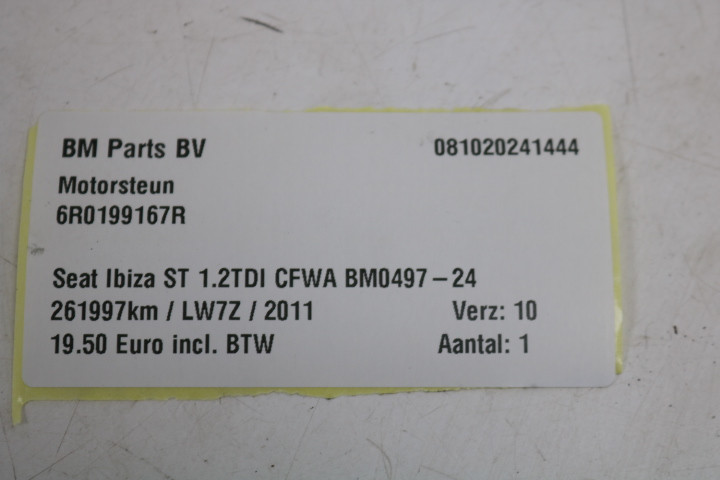 BM Parts BV 081020241444
Motorsteun
6R0199167R
Seat Ibiza ST 1.2TDI CFWA BM0497-24
261997km / LW7Z / 2011 Verz: 10
19.50 Euro incl. BTW Aantal: 1